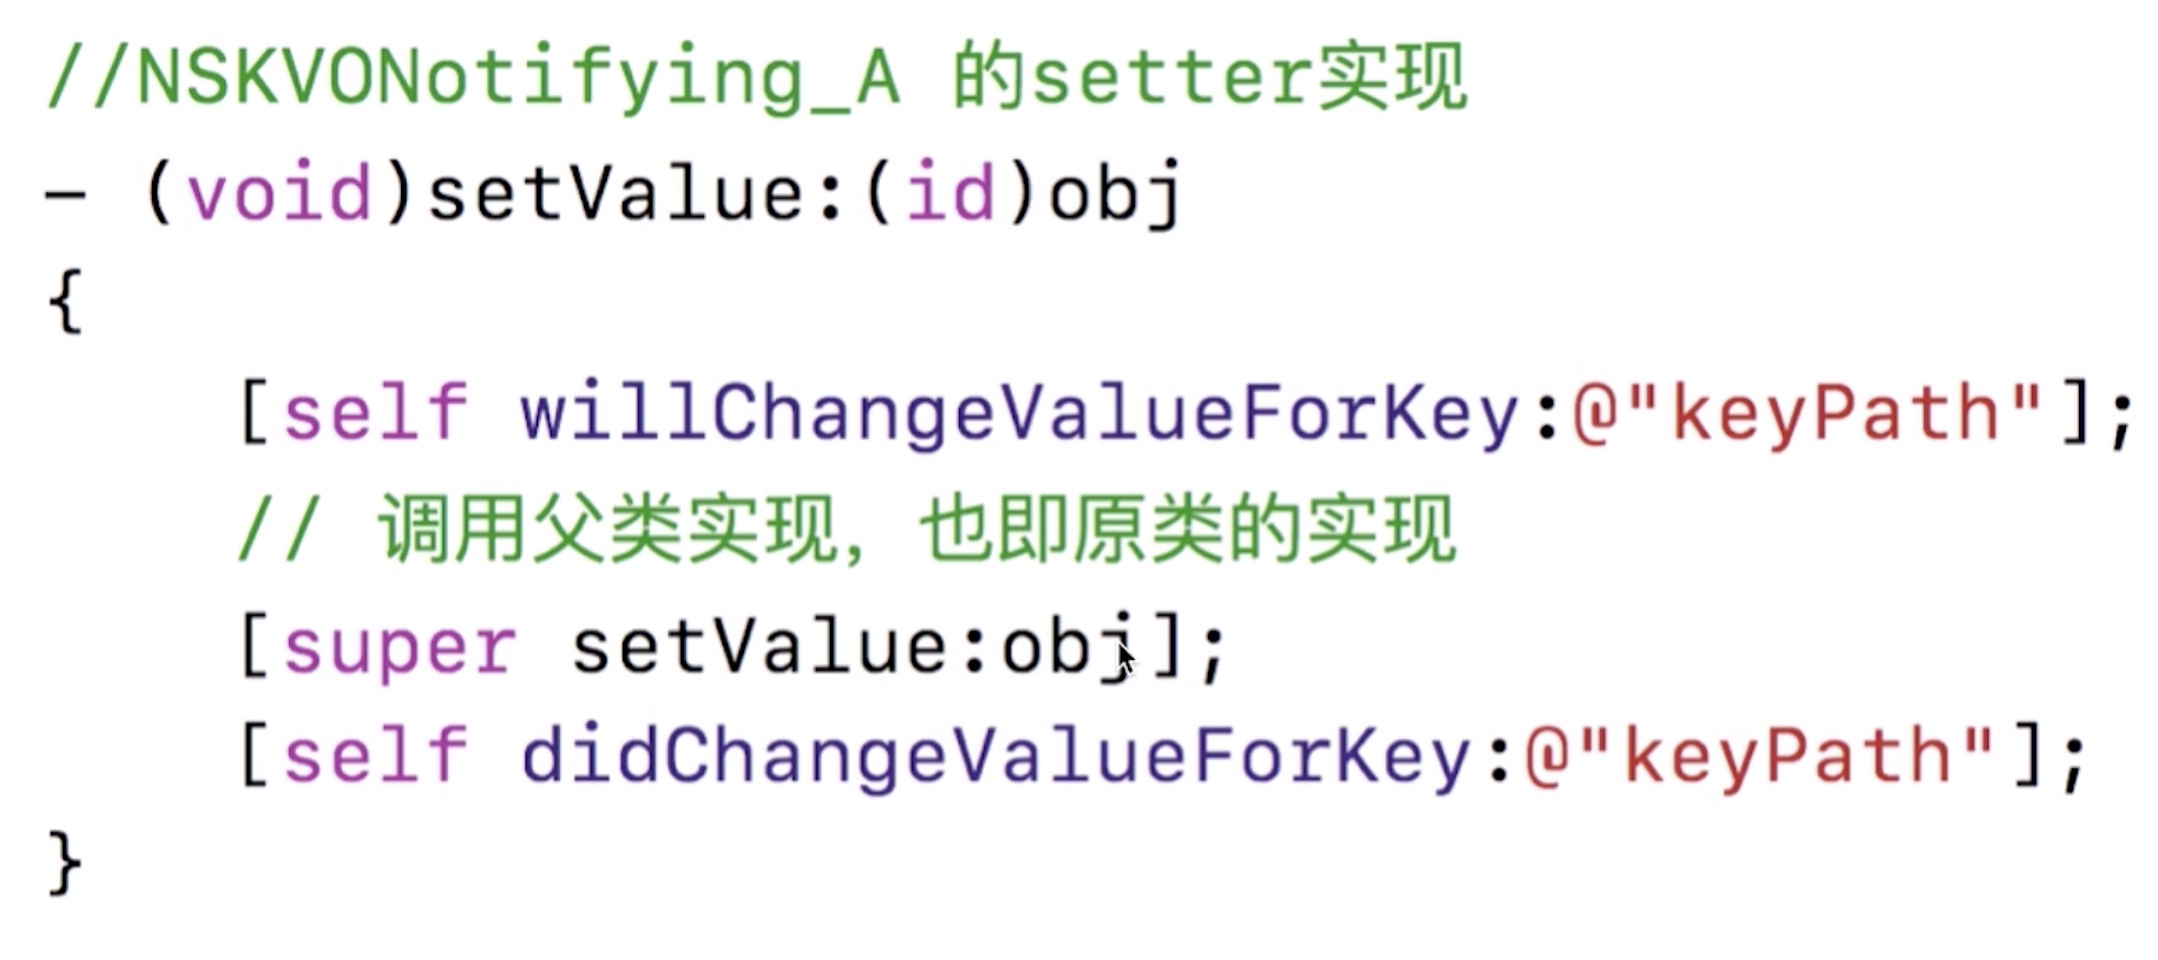 //NSKVONotifying_A 的setter实现
- (void)setValue:(id)obj
{
    [self willChangeValueForKey:@"keyPath"];
    // 调用父类实现，也即原类的实现
    [super setValue:obj];
    [self didChangeValueForKey:@"keyPath"];
}